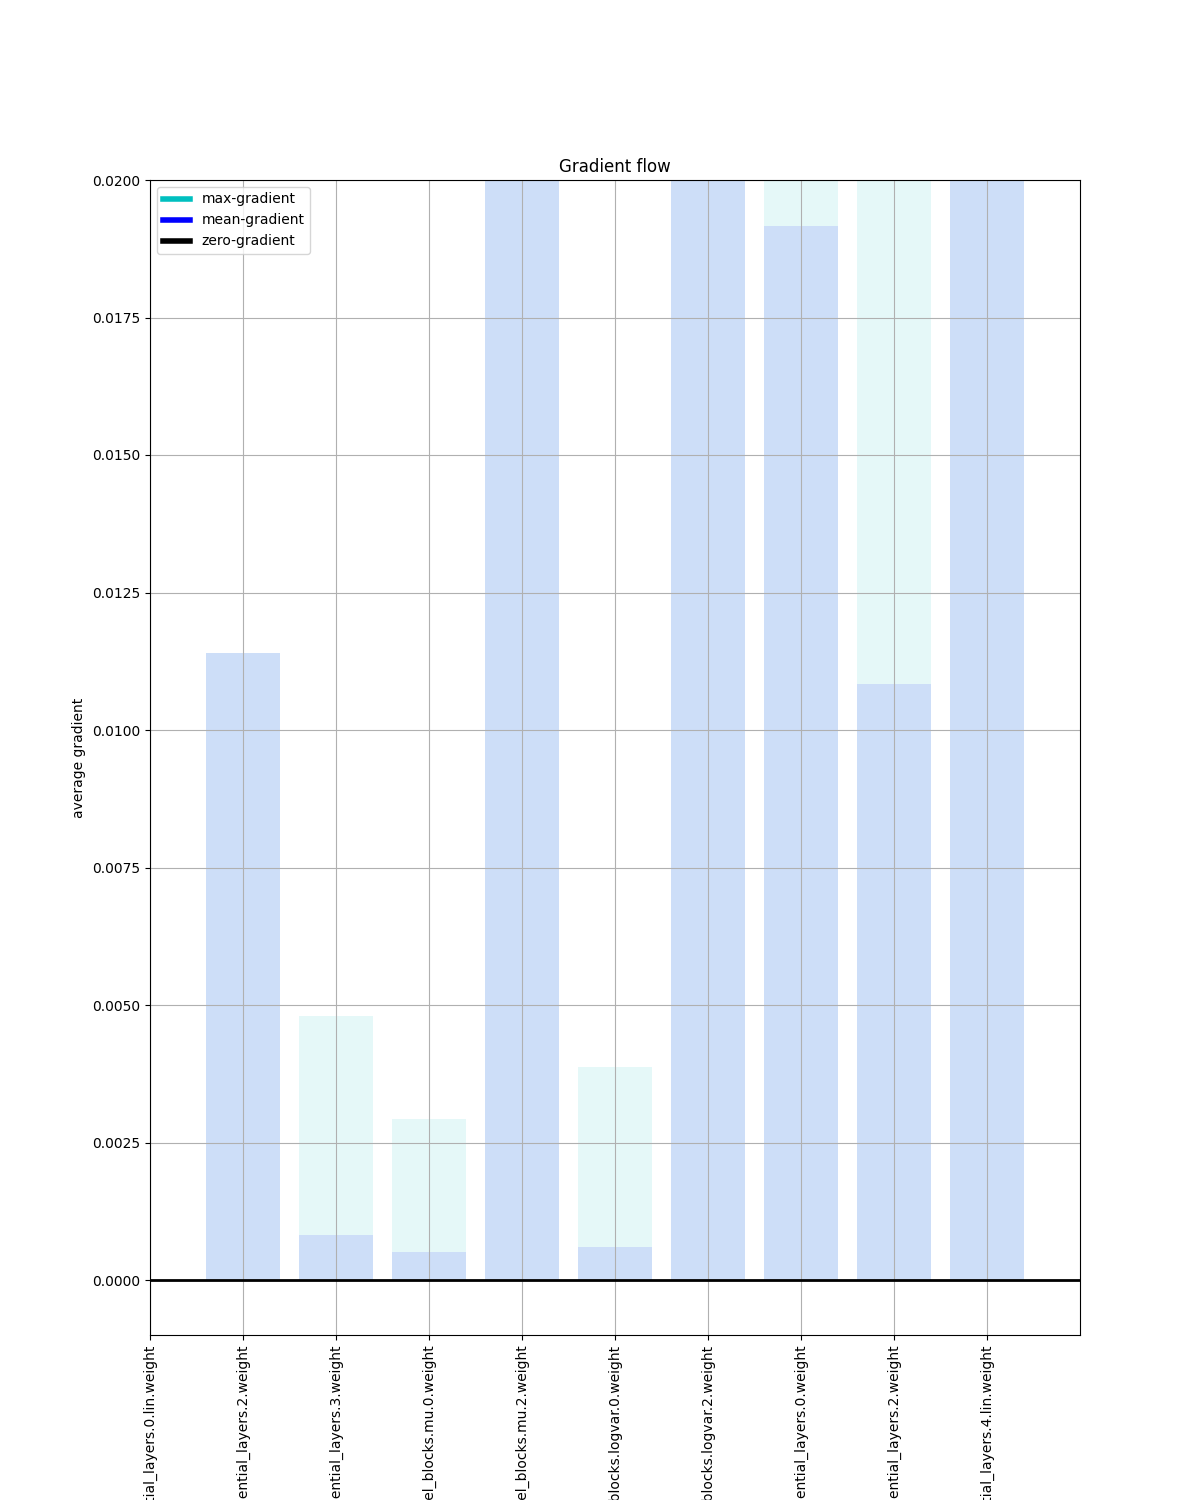 Gradient flow
max-gradient
mean-gradient
zero-gradient
0.0200
0.0175
0.0150
0.0125
0.0100
0.0075
0.0050
0.0025
0.0000
average gradient
tial_layers.0.lin.weight
ential_layers.2.weight
ential_layers.3.weight
el_blocks.mu.0.weight
el_blocks.mu.2.weight
blocks.logvar.0.weight
blocks.logvar.2.weight
ential_layers.0.weight
ential_layers.2.weight
tial_layers.4.lin.weight